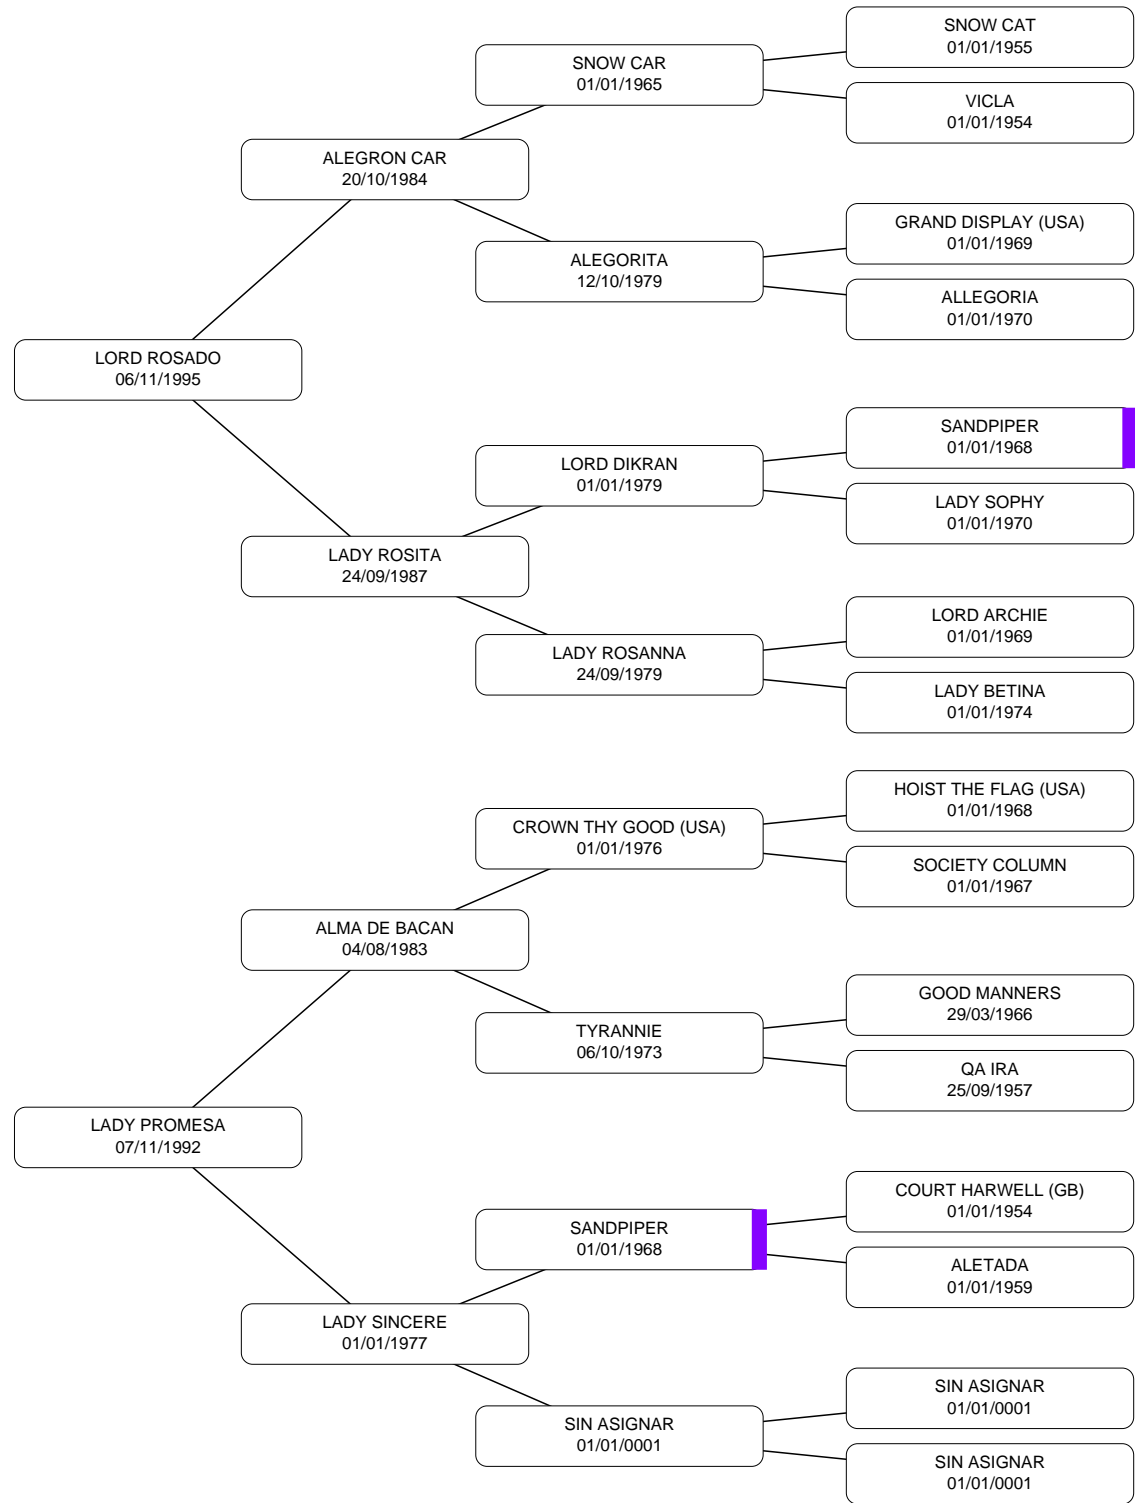 SNOW CAT
01/01/1955
SNOW CAR
01/01/1965
VICLA
01/01/1954
ALEGRON CAR
20/10/1984
GRAND DISPLAY (USA)
01/01/1969
ALEGORITA
12/10/1979
ALLEGORIA
01/01/1970
LORD ROSADO
06/11/1995
SANDPIPER
01/01/1968
LORD DIKRAN
01/01/1979
LADY SOPHY
01/01/1970
LADY ROSITA
24/09/1987
LORD ARCHIE
01/01/1969
LADY ROSANNA
24/09/1979
LADY BETINA
01/01/1974
HOIST THE FLAG (USA)
01/01/1968
CROWN THY GOOD (USA)
01/01/1976
SOCIETY COLUMN
01/01/1967
ALMA DE BACAN
04/08/1983
GOOD MANNERS
29/03/1966
TYRANNIE
06/10/1973
QA IRA
25/09/1957
LADY PROMESA
07/11/1992
COURT HARWELL (GB)
01/01/1954
SANDPIPER
01/01/1968
ALETADA
01/01/1959
LADY SINCERE
01/01/1977
SIN ASIGNAR
01/01/0001
SIN ASIGNAR
01/01/0001
SIN ASIGNAR
01/01/0001